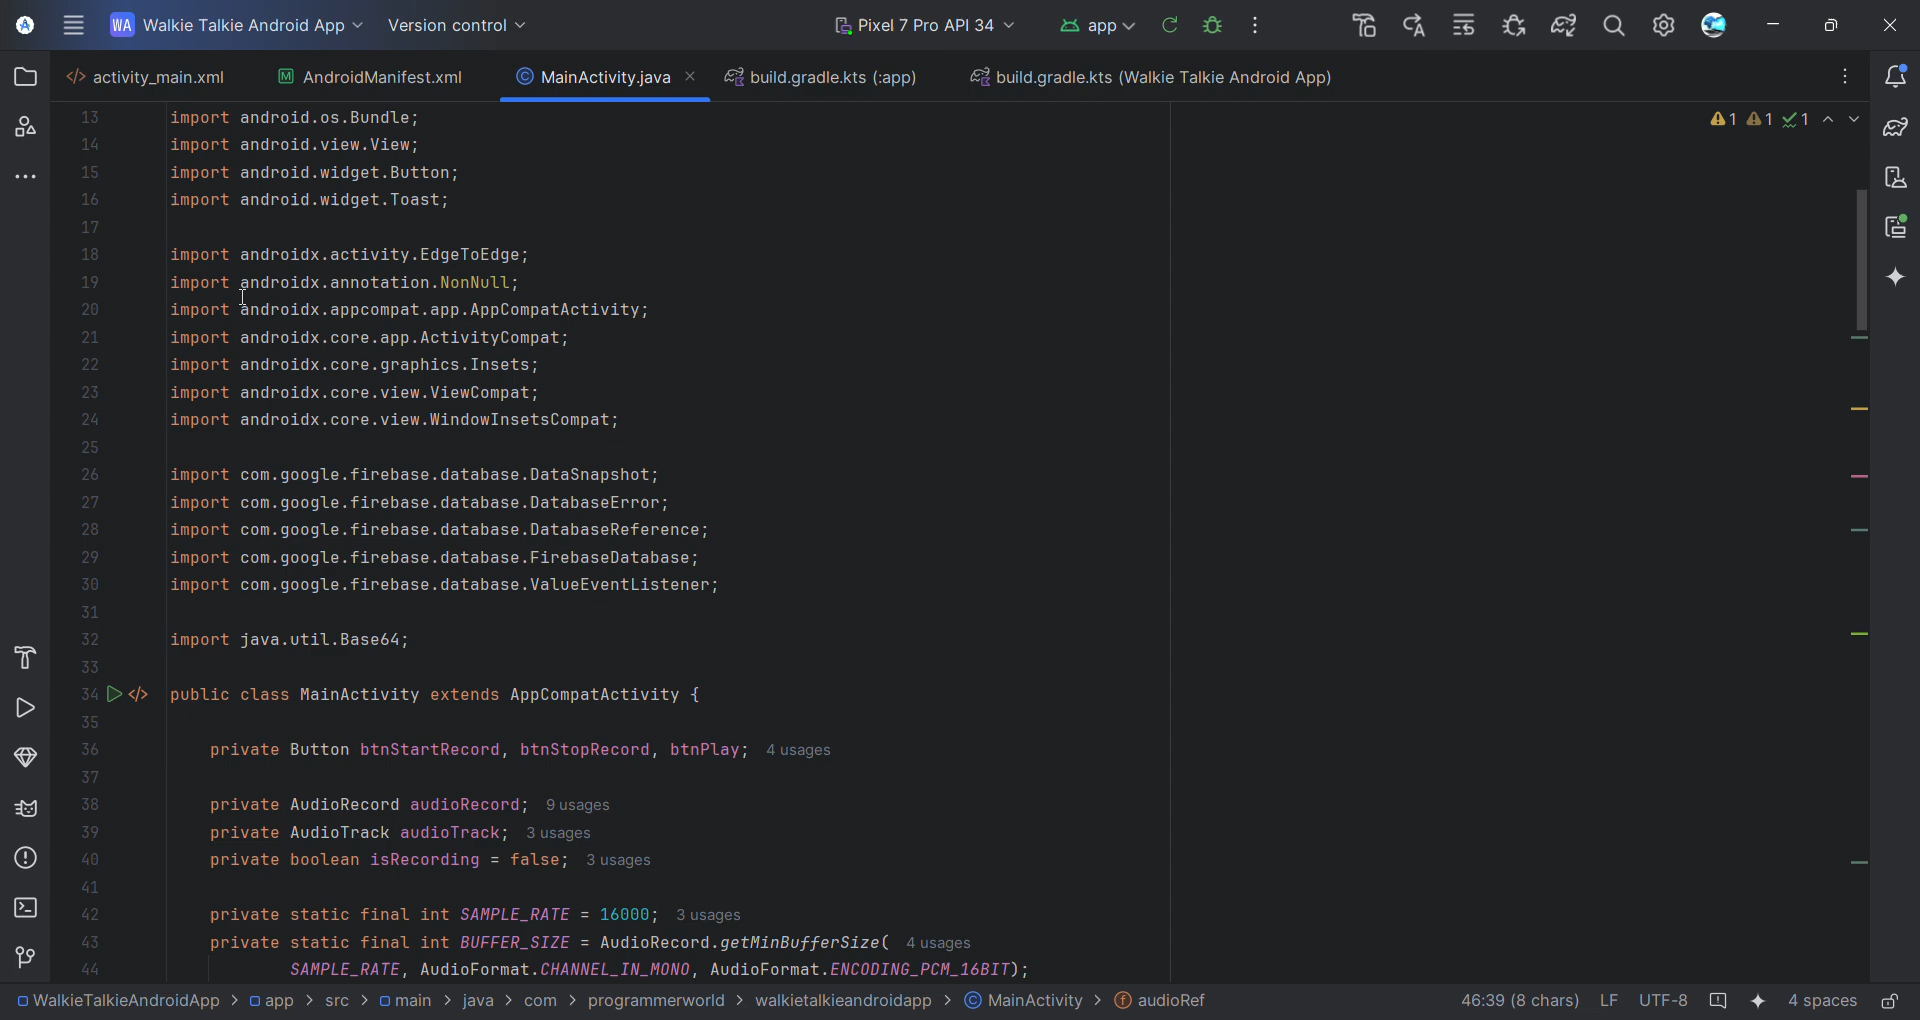 WA Walkie Talkie Android App Version control Pixel 7 Pro API 34 app
activity_main.xml AndroidManifest.xml MainActivity.java build.gradle.kts (:app) build.gradle.kts (Walkie Talkie Android App)
13 import android.os.Bundle;
14 import android.view.View;
15 import android.widget.Button;
16 import android.widget.Toast;
17
18 import androidx.activity.EdgeToEdge;
19 import androidx.annotation.NonNull;
20 import androidx.appcompat.app.AppCompatActivity;
21 import androidx.core.app.ActivityCompat;
22 import androidx.core.graphics.Insets;
23 import androidx.core.view.ViewCompat;
24 import androidx.core.view.WindowInsetsCompat;
25
26 import com.google.firebase.database.DataSnapshot;
27 import com.google.firebase.database.DatabaseError;
28 import com.google.firebase.database.DatabaseReference;
29 import com.google.firebase.database.FirebaseDatabase;
30 import com.google.firebase.database.ValueEventListener;
31
32 import java.util.Base64;
33
34 public class MainActivity extends AppCompatActivity {
35
36 private Button btnStartRecord, btnStopRecord, btnPlay; 4 usages
37
38 private AudioRecord audioRecord; 9 usages
39 private AudioTrack audioTrack; 3 usages
40 private boolean isRecording = false; 3 usages
41
42 private static final int SAMPLE_RATE = 16000; 3 usages
43 private static final int BUFFER_SIZE = AudioRecord.getMinBufferSize( 4 usages
44 SAMPLE_RATE, AudioFormat.CHANNEL_IN_MONO, AudioFormat.ENCODING_PCM_16BIT);
1 1 1
WalkieTalkieAndroidApp > app > src > main > java > com > programmerworld > walkietalkieandroidapp > MainActivity > audioRef 46:39 (8 chars) LF UTF-8 4 spaces